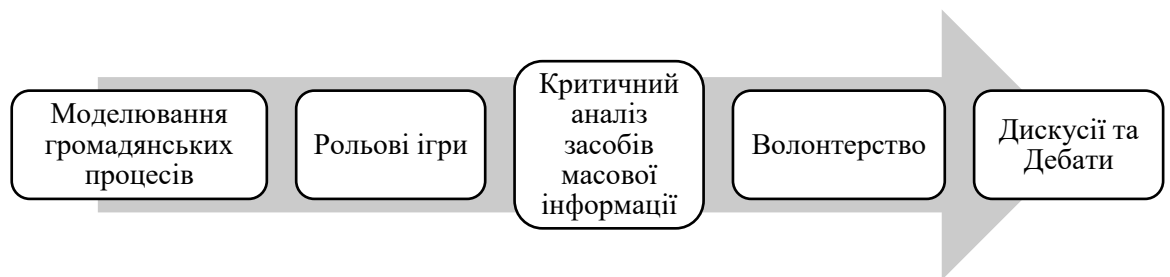 Моделювання
громадянських
процесів
Рольові ігри
Критичний
аналіз
засобів
масової
інформації
Волонтерство
Дискусії та
Дебати